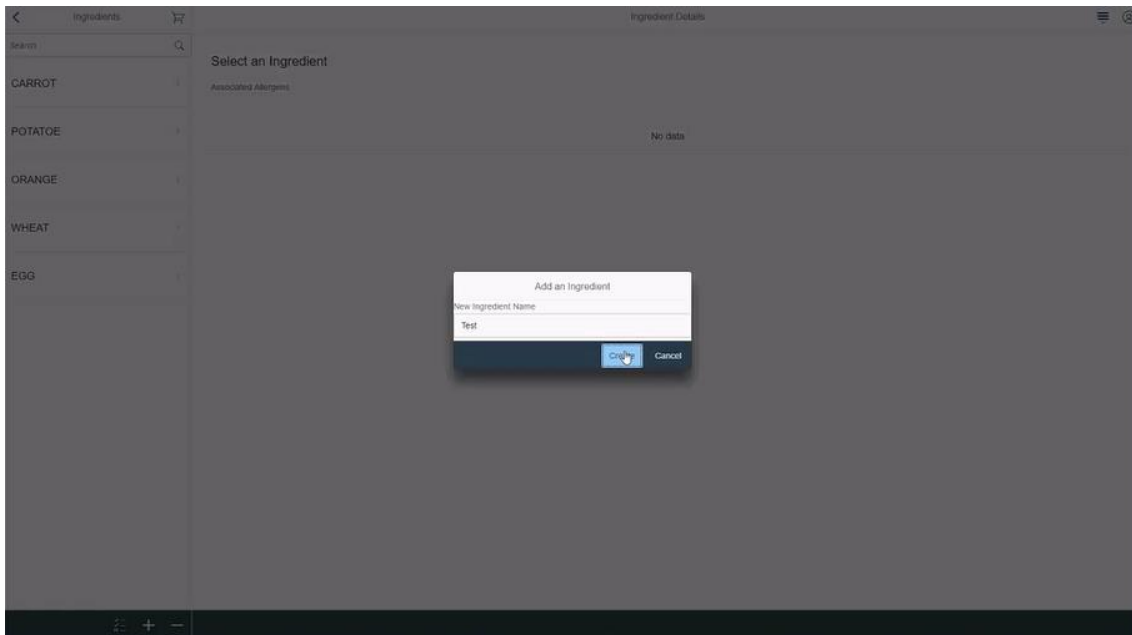 Ingredients
Ingredient Details
Search
Select an Ingredient
CARROT
Associated Allergens
POTATOE
No data
ORANGE
WHEAT
EGG
Add an Ingredient
New Ingredient Name
Test
Create Cancel